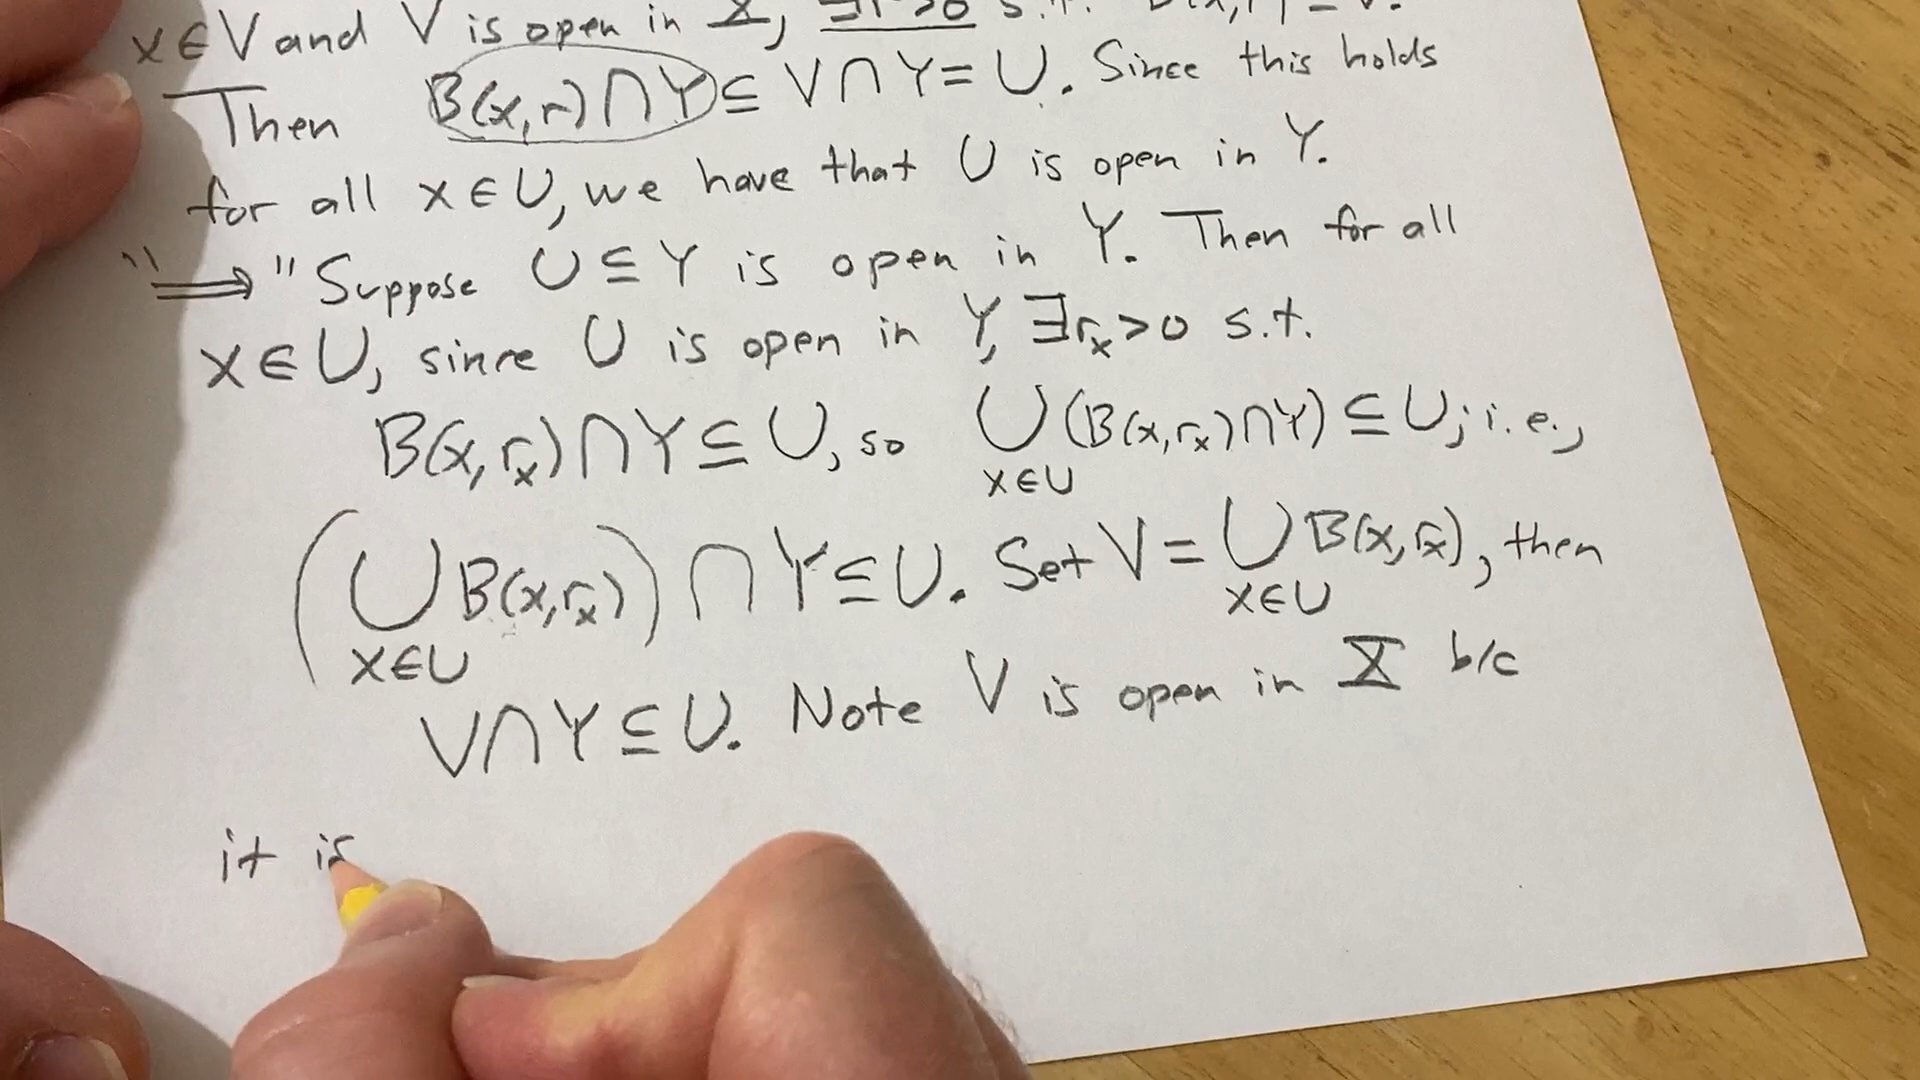 x ∈ V and V is open in X, ∃r>0 s.t. B(x,r) ⊆ V.
Then B(x,r) ∩ Y ⊆ V ∩ Y = U. Since this holds
for all x ∈ U, we have that U is open in Y.
"⟹" Suppose U ⊆ Y is open in Y. Then for all
x ∈ U, since U is open in Y, ∃rₓ>0 s.t.
B(x,rₓ) ∩ Y ⊆ U, so ⋃ (B(x,rₓ) ∩ Y) ⊆ U; i.e.,
x ∈ U
(⋃ B(x,rₓ)) ∩ Y ⊆ U. Set V = ⋃ B(x,rₓ), then
x ∈ U x ∈ U
V ∩ Y ⊆ U. Note V is open in X b/c
it is